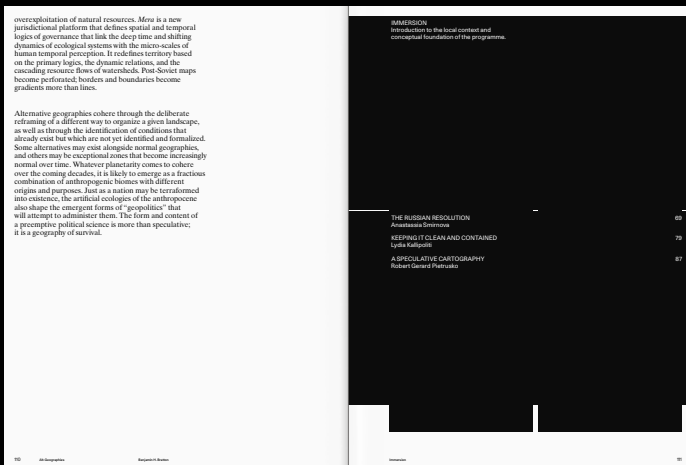 overexploitation of natural resources. Mera is a new
jurisdictional platform that defines spatial and temporal
logics of governance that link the deep time and shifting
dynamics of ecological systems with the micro-scales of
human temporal perception. It redefines territory based
on the primary logics, the dynamic relations, and the
cascading resource flows of watersheds. Post-Soviet maps
become perforated; borders and boundaries become
gradients more than lines.
Alternative geographies cohere through the deliberate
reframing of a different way to organize a given landscape,
as well as through the identification of conditions that
already exist but which are not yet identified and formalized.
Some alternatives may exist alongside normal geographies,
and others may be exceptional zones that become increasingly
normal over time. Whatever planetarity comes to cohere
over the coming decades, it is likely to emerge as a fractious
combination of anthropogenic biomes with different
origins and purposes. Just as a nation may be terraformed
into existence, the artificial ecologies of the anthropocene
also shape the emergent forms of “geopolitics” that
will attempt to administer them. The form and content of
a preemptive political science is more than speculative;
it is a geography of survival.
110 Alt-Geographies Benjamin H. Bratton
IMMERSION
Introduction to the local context and
conceptual foundation of the programme.
THE RUSSIAN RESOLUTION 69
Anastassia Smirnova
KEEPING IT CLEAN AND CONTAINED 79
Lydia Kallipoliti
A SPECULATIVE CARTOGRAPHY 87
Robert Gerard Pietrusko
Immersion 111